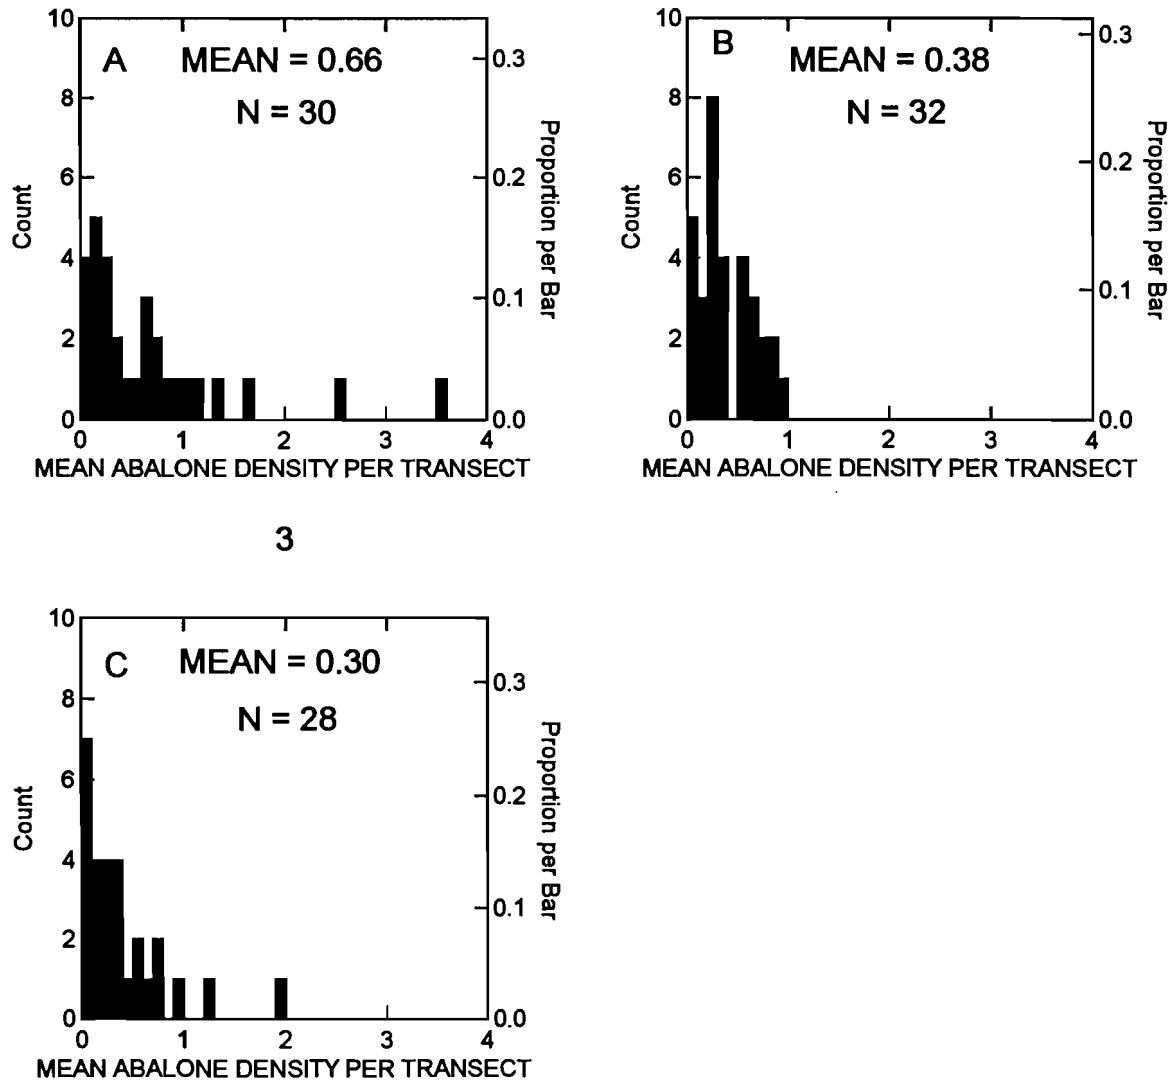 10
8
6
4
2
0
Count
A
MEAN = 0.66
N = 30
0.3
0.2
0.1
0.0
Proportion per Bar
0 1 2 3 4
MEAN ABALONE DENSITY PER TRANSECT
10
8
6
4
2
0
Count
B
MEAN = 0.38
N = 32
0.3
0.2
0.1
0.0
Proportion per Bar
0 1 2 3 4
MEAN ABALONE DENSITY PER TRANSECT
3
10
8
6
4
2
0
Count
C
MEAN = 0.30
N = 28
0.3
0.2
0.1
0.0
Proportion per Bar
0 1 2 3 4
MEAN ABALONE DENSITY PER TRANSECT